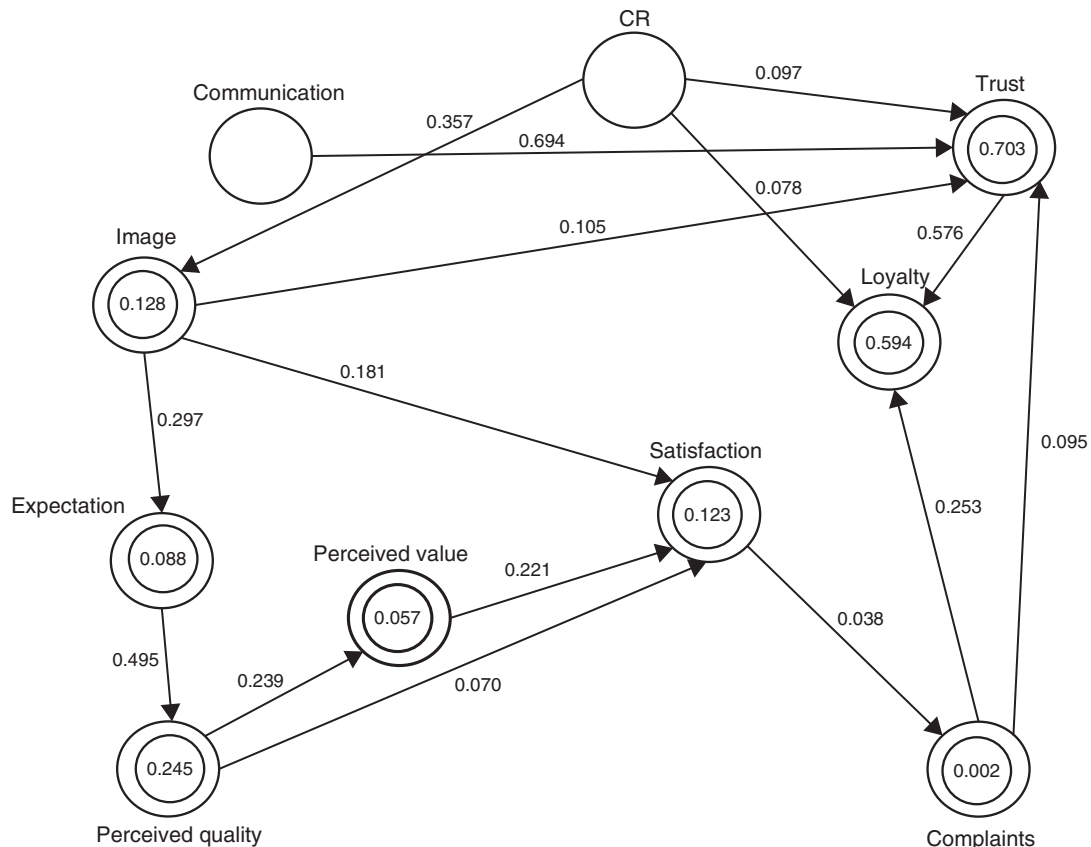 CR
Communication
0.097
Trust
0.357
0.694
0.703
0.078
Image
0.105
0.576
Loyalty
0.128
0.594
0.181
0.297
0.095
Satisfaction
Expectation
0.253
0.123
0.088
Perceived value
0.221
0.057
0.038
0.495
0.239
0.070
0.245
0.002
Perceived quality
Complaints